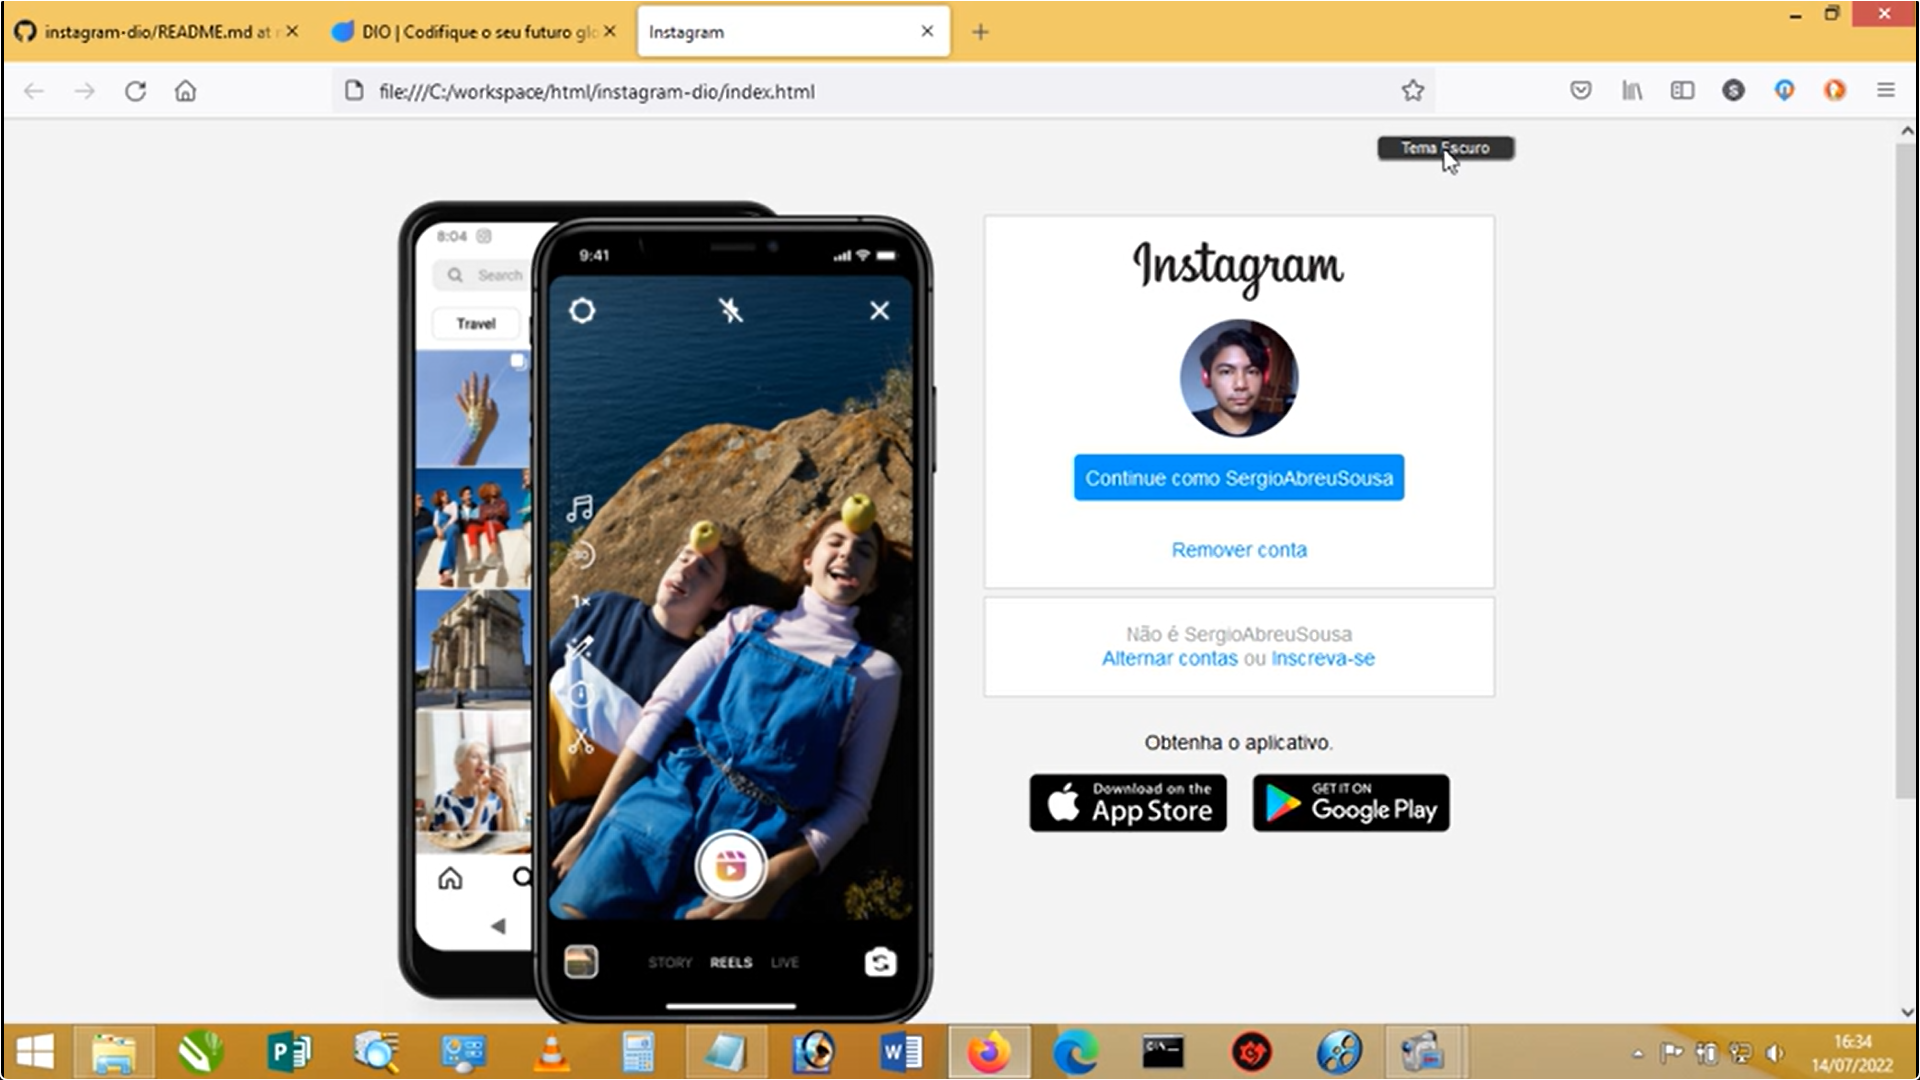 instagram-dio/README.md at
DIO | Codifique o seu futuro glo
Instagram
file:///C:/workspace/html/instagram-dio/index.html
Tema Escuro
8:04
Search
Travel
9:41
30
1x
STORY REELS LIVE
Instagram
Continue como SergioAbreuSousa
Remover conta
Não é SergioAbreuSousa
Alternar contas ou Inscreva-se
Obtenha o aplicativo.
Download on the
App Store
GET IT ON
Google Play
16:34
14/07/2022